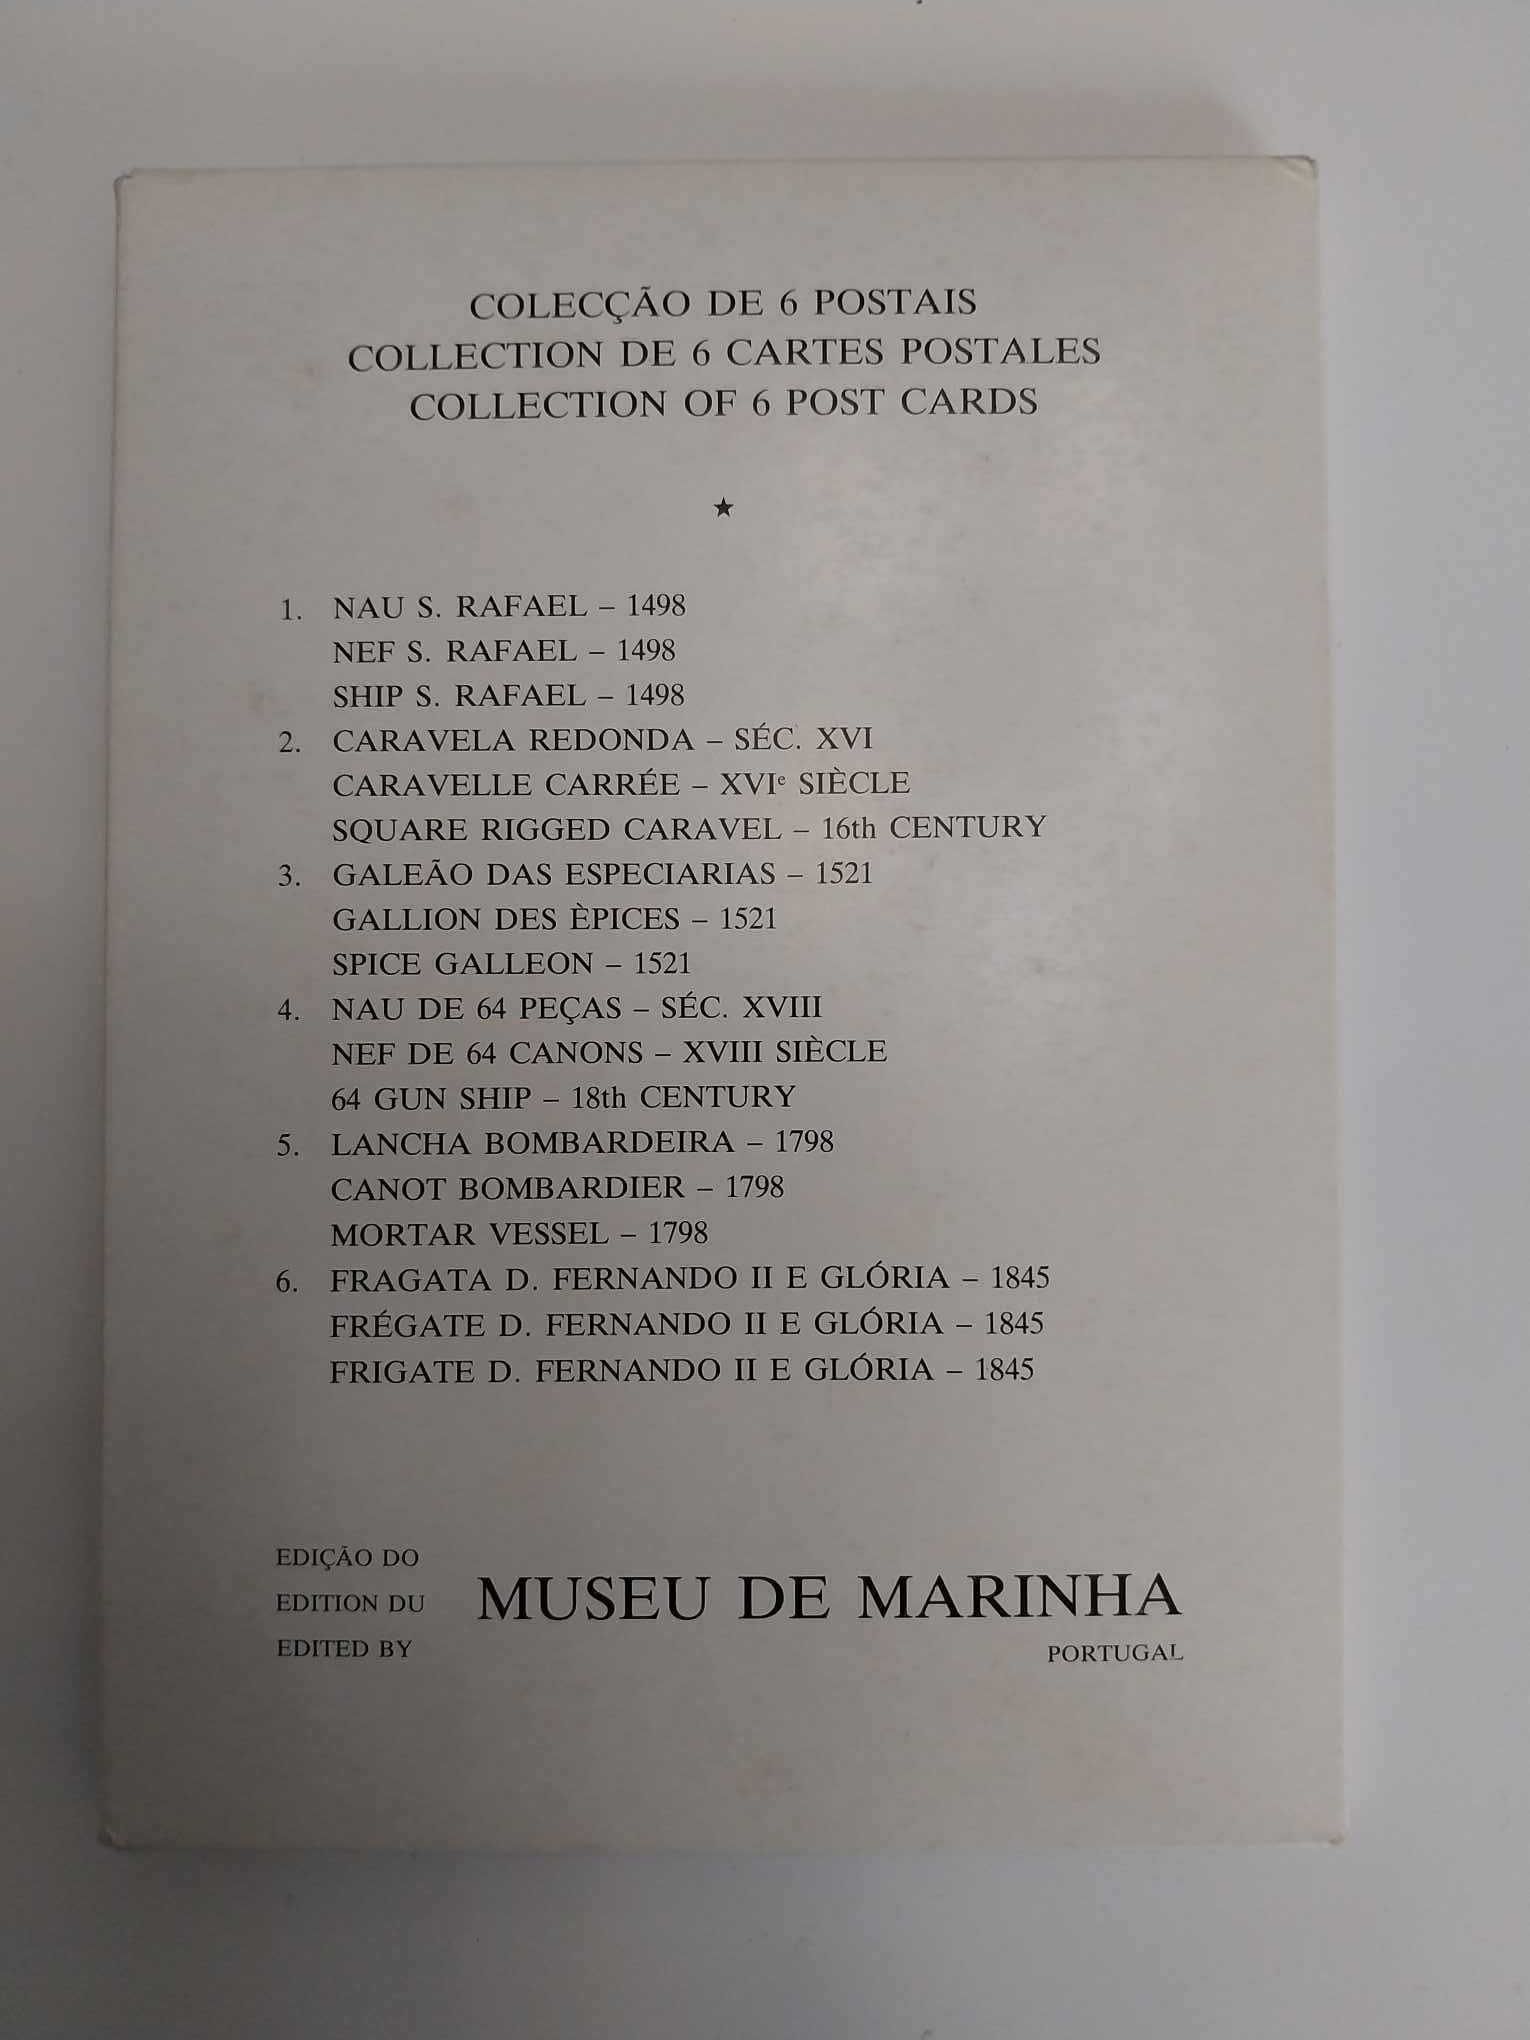 COLECÇÃO DE 6 POSTAIS
COLLECTION DE 6 CARTES POSTALES
COLLECTION OF 6 POST CARDS
★
1. NAU S. RAFAEL – 1498
NEF S. RAFAEL – 1498
SHIP S. RAFAEL – 1498
2. CARAVELA REDONDA – SÉC. XVI
CARAVELLE CARRÉE – XVIᵉ SIÈCLE
SQUARE RIGGED CARAVEL – 16th CENTURY
3. GALEÃO DAS ESPECIARIAS – 1521
GALLION DES ÈPICES – 1521
SPICE GALLEON – 1521
4. NAU DE 64 PEÇAS – SÉC. XVIII
NEF DE 64 CANONS – XVIII SIÈCLE
64 GUN SHIP – 18th CENTURY
5. LANCHA BOMBARDEIRA – 1798
CANOT BOMBARDIER – 1798
MORTAR VESSEL – 1798
6. FRAGATA D. FERNANDO II E GLÓRIA – 1845
FRÉGATE D. FERNANDO II E GLÓRIA – 1845
FRIGATE D. FERNANDO II E GLÓRIA – 1845
EDIÇÃO DO
EDITION DU
EDITED BY
MUSEU DE MARINHA
PORTUGAL